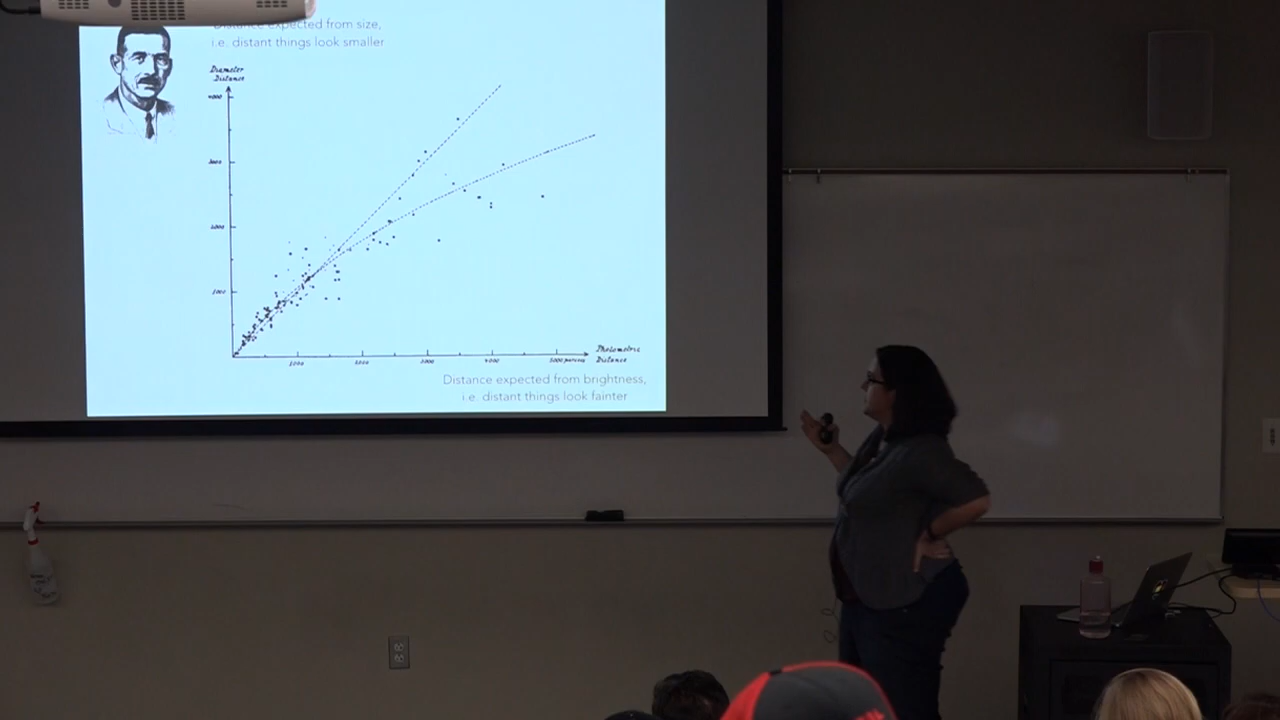 Distance expected from size,
i.e. distant things look smaller
Diameter
Distance
4000
3000
2000
1000
1000
2000
3000
4000
5000 parsecs
Photometric
Distance
Distance expected from brightness,
i.e. distant things look fainter